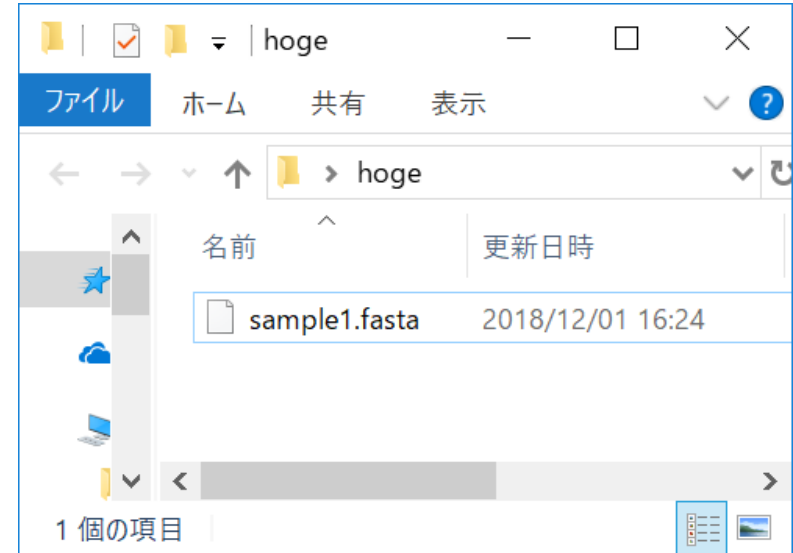 hoge
ファイル ホーム 共有 表示 ?
hoge
名前 更新日時
sample1.fasta 2018/12/01 16:24
1 個の項目